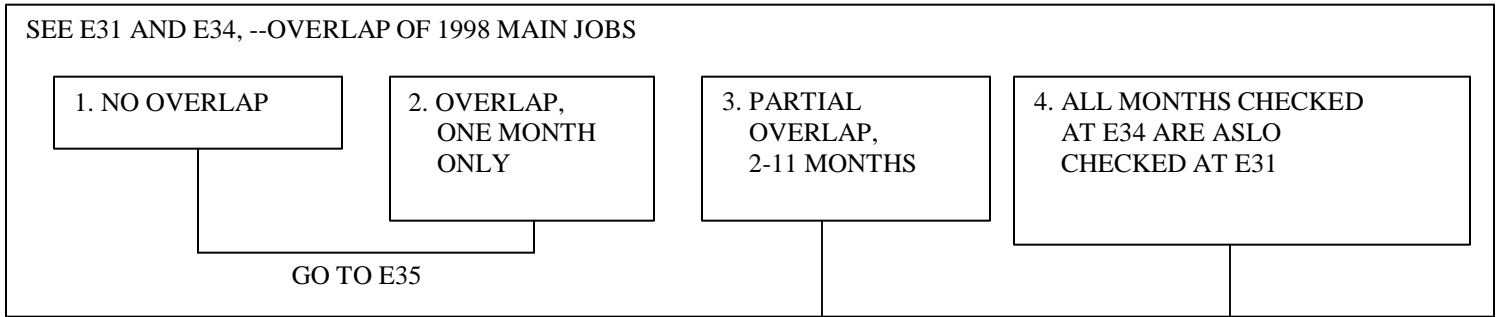 SEE E31 AND E34, --OVERLAP OF 1998 MAIN JOBS
1. NO OVERLAP
2. OVERLAP,
ONE MONTH
ONLY
3. PARTIAL
OVERLAP,
2-11 MONTHS
4. ALL MONTHS CHECKED
AT E34 ARE ASLO
CHECKED AT E31
GO TO E35